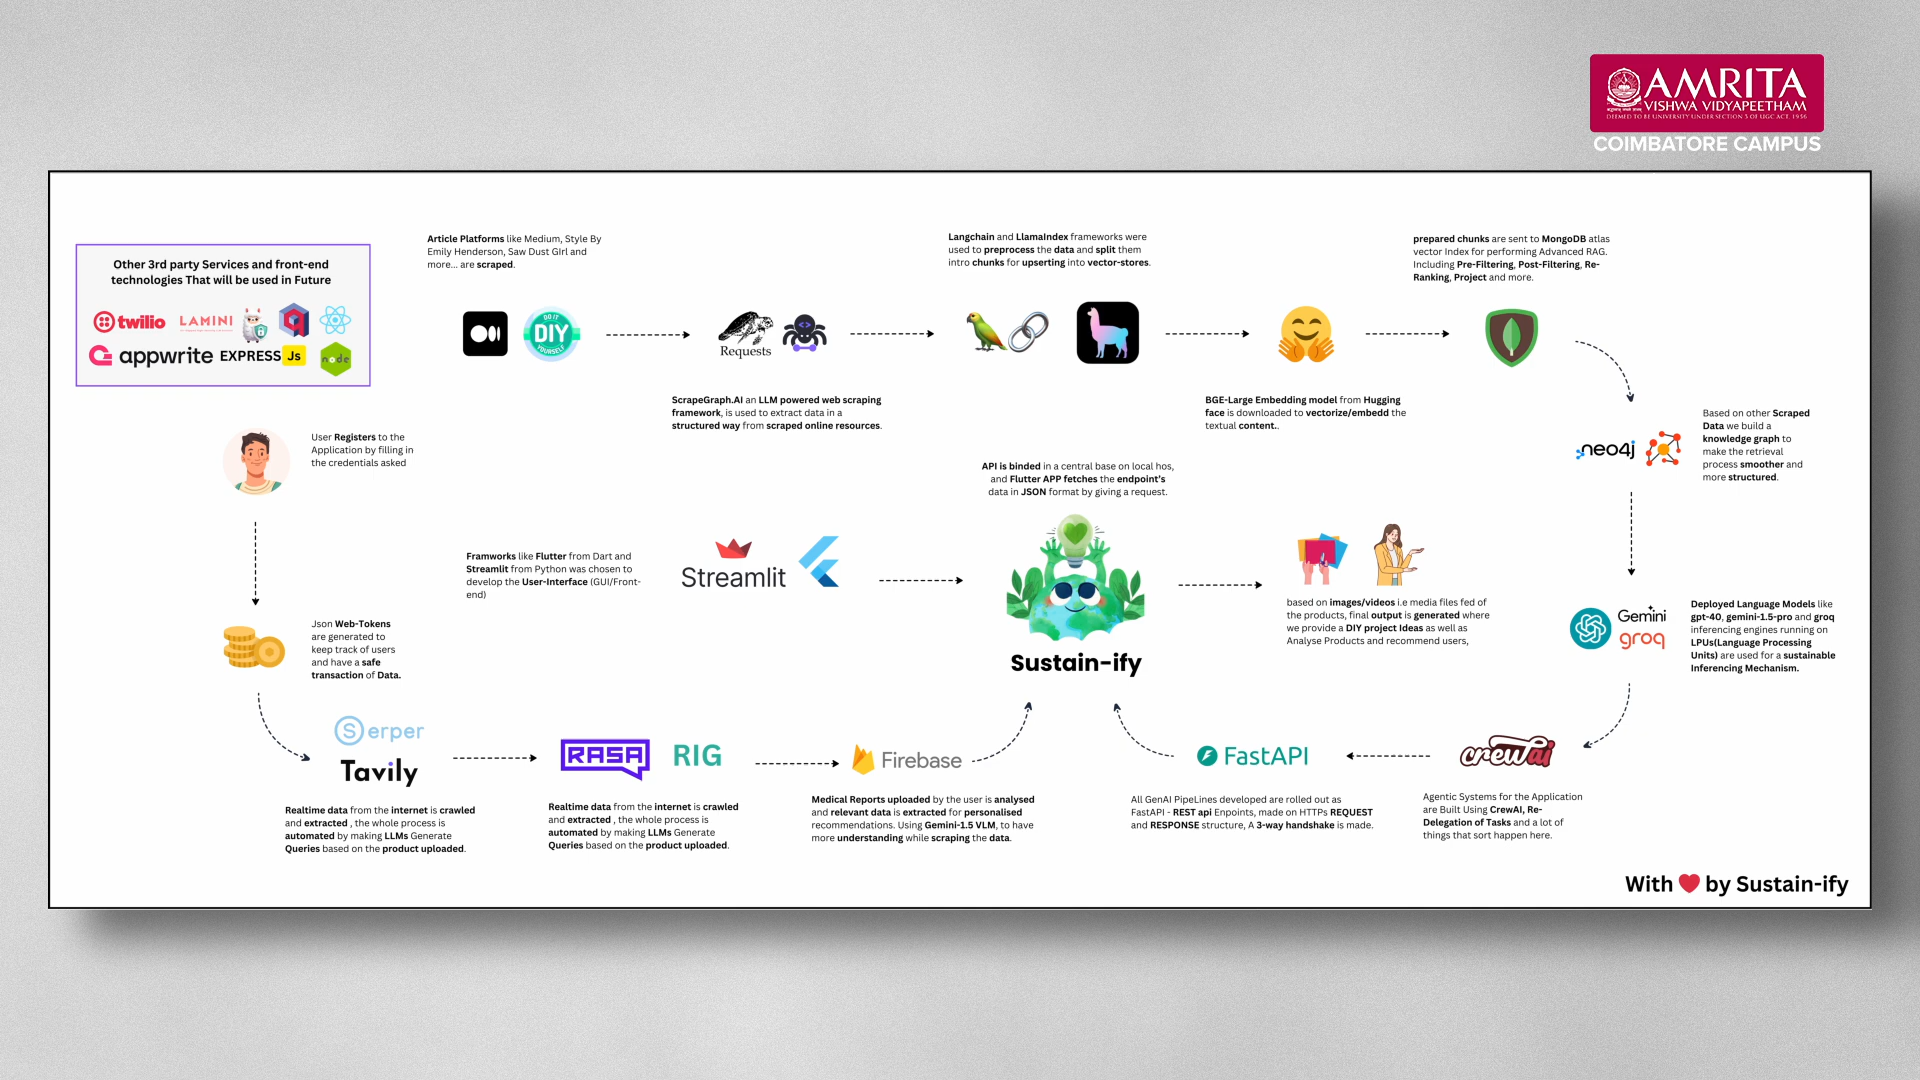 AMRITA
VISHWA VIDYAPEETHAM
DEEMED TO BE UNIVERSITY UNDER SECTION 3 OF UGC ACT, 1956
COIMBATORE CAMPUS
Other 3rd party Services and front-end
technologies That will be used in Future
twilio
LAMINI
appwrite
EXPRESS Js
node
Article Platforms like Medium, Style By
Emily Henderson, Saw Dust GIrl and
more... are scraped.
DO IT
DIY
YOURSELF
Requests
ScrapeGraph.AI an LLM powered web scraping
framework, is used to extract data in a
structured way from scraped online resources.
Langchain and LlamaIndex frameworks were
used to preprocess the data and split them
intro chunks for upserting into vector-stores.
BGE-Large Embedding model from Hugging
face is downloaded to vectorize/embedd the
textual content..
prepared chunks are sent to MongoDB atlas
vector Index for performing Advanced RAG.
Including Pre-Filtering, Post-Filtering, Re-
Ranking, Project and more.
neo4j
Based on other Scraped
Data we build a
knowledge graph to
make the retrieval
process smoother and
more structured.
User Registers to the
Application by filling in
the credentials asked
Json Web-Tokens
are generated to
keep track of users
and have a safe
transaction of Data.
Framworks like Flutter from Dart and
Streamlit from Python was chosen to
develop the User-Interface (GUI/Front-
end)
Streamlit
API is binded in a central base on local hos,
and Flutter APP fetches the endpoint's
data in JSON format by giving a request.
Sustain-ify
based on images/videos i.e media files fed of
the products, final output is generated where
we provide a DIY project Ideas as well as
Analyse Products and recommend users,
Gemini
groq
Deployed Language Models like
gpt-40, gemini-1.5-pro and groq
inferencing engines running on
LPUs(Language Processing
Units) are used for a sustainable
Inferencing Mechanism.
Serper
Tavily
Realtime data from the internet is crawled
and extracted , the whole process is
automated by making LLMs Generate
Queries based on the product uploaded.
RASA
RIG
Realtime data from the internet is crawled
and extracted , the whole process is
automated by making LLMs Generate
Queries based on the product uploaded.
Firebase
Medical Reports uploaded by the user is analysed
and relevant data is extracted for personalised
recommendations. Using Gemini-1.5 VLM, to have
more understanding while scraping the data.
FastAPI
All GenAI PipeLines developed are rolled out as
FastAPI - REST api Enpoints, made on HTTPs REQUEST
and RESPONSE structure, A 3-way handshake is made.
crewai
Agentic Systems for the Application
are Built Using CrewAI, Re-
Delegation of Tasks and a lot of
things that sort happen here.
With ❤ by Sustain-ify